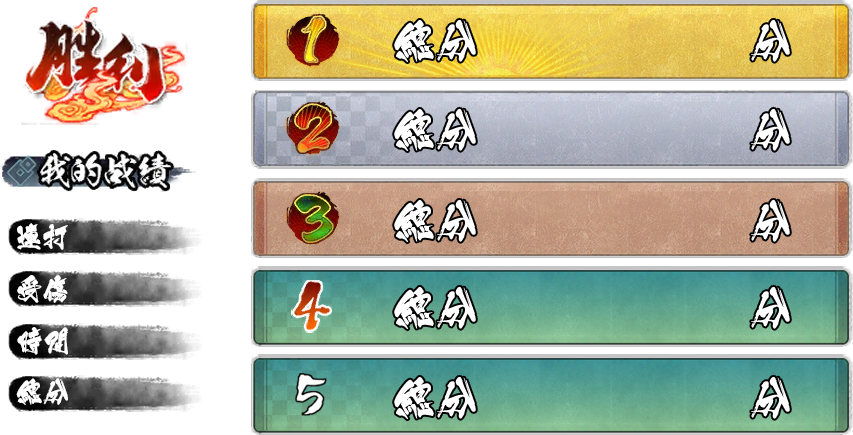 胜利
我的战績
連打
受傷
時間
總分
1 總分 分
2 總分 分
3 總分 分
4 總分 分
5 總分 分